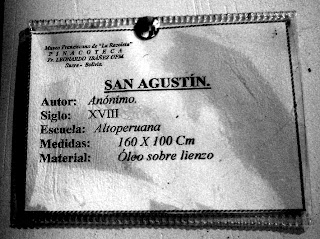 Museo Franciscano de "La Recoleta"
PINACOTECA
Fr. LEONARDO IBAÑEZ OFM.
Sucre - Bolivia.
SAN AGUSTÍN.
Autor: Anónimo.
Siglo: XVIII
Escuela: Altoperuana
Medidas: 160 X 100 Cm
Material: Óleo sobre lienzo